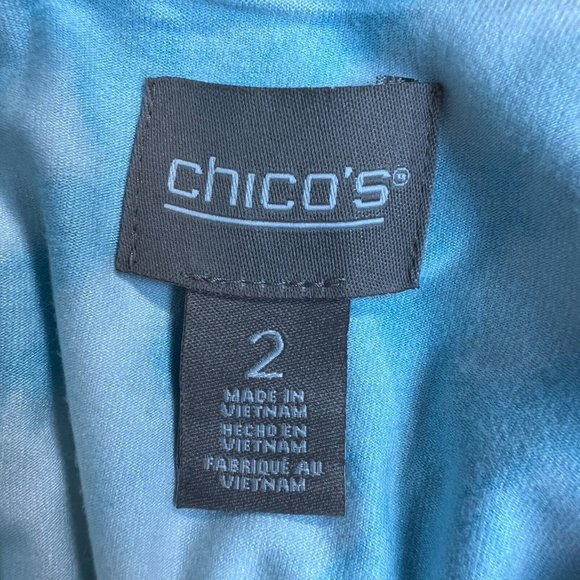 chico's®
2
MADE IN
VIETNAM
HECHO EN
VIETNAM
FABRIQUÉ AU
VIETNAM